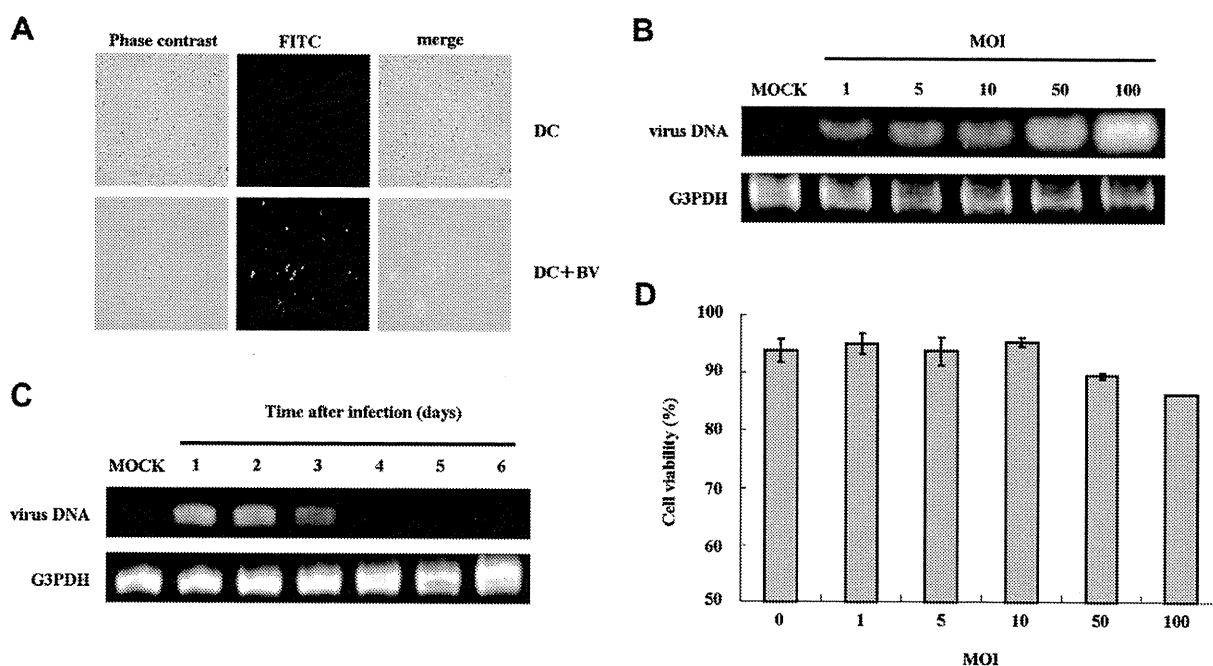 A
Phase contrast FITC merge
DC
DC+BV
B
MOI
MOCK 1 5 10 50 100
virus DNA
G3PDH
C
Time after infection (days)
MOCK 1 2 3 4 5 6
virus DNA
G3PDH
D
100
90
80
70
60
50
Cell viability (%)
0 1 5 10 50 100
MOI